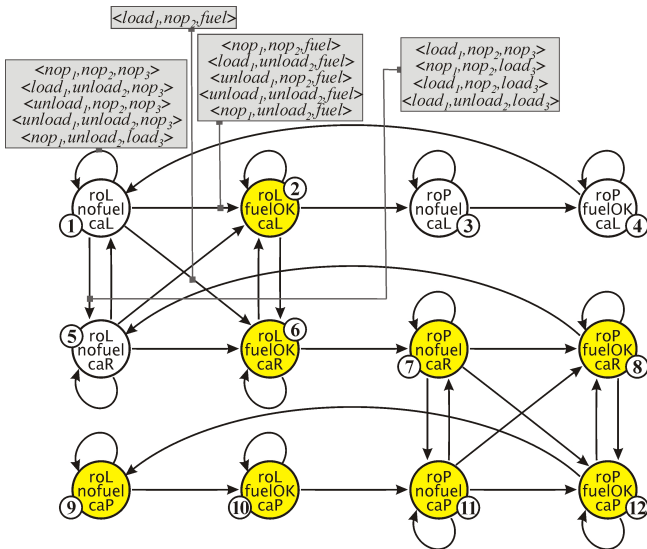 <load₁,nop₂,fuel>
<nop₁,nop₂,fuel>
<load₁,unload₂,fuel>
<unload₁,nop₂,fuel>
<unload₁,unload₂,fuel>
<nop₁,unload₂,fuel>
<load₁,nop₂,nop₃>
<nop₁,nop₂,load₃>
<load₁,nop₂,load₃>
<load₁,unload₂,load₃>
<nop₁,nop₂,nop₃>
<load₁,unload₂,nop₃>
<unload₁,nop₂,nop₃>
<unload₁,unload₂,nop₃>
<nop₁,unload₂,load₃>
roL
nofuel
caL
1
roL
fuelOK
caL
2
roP
nofuel
caL
3
roP
fuelOK
caL
4
roL
nofuel
caR
5
roL
fuelOK
caR
6
roP
nofuel
caR
7
roP
fuelOK
caR
8
roL
nofuel
caP
9
roL
fuelOK
caP
10
roP
nofuel
caP
11
roP
fuelOK
caP
12